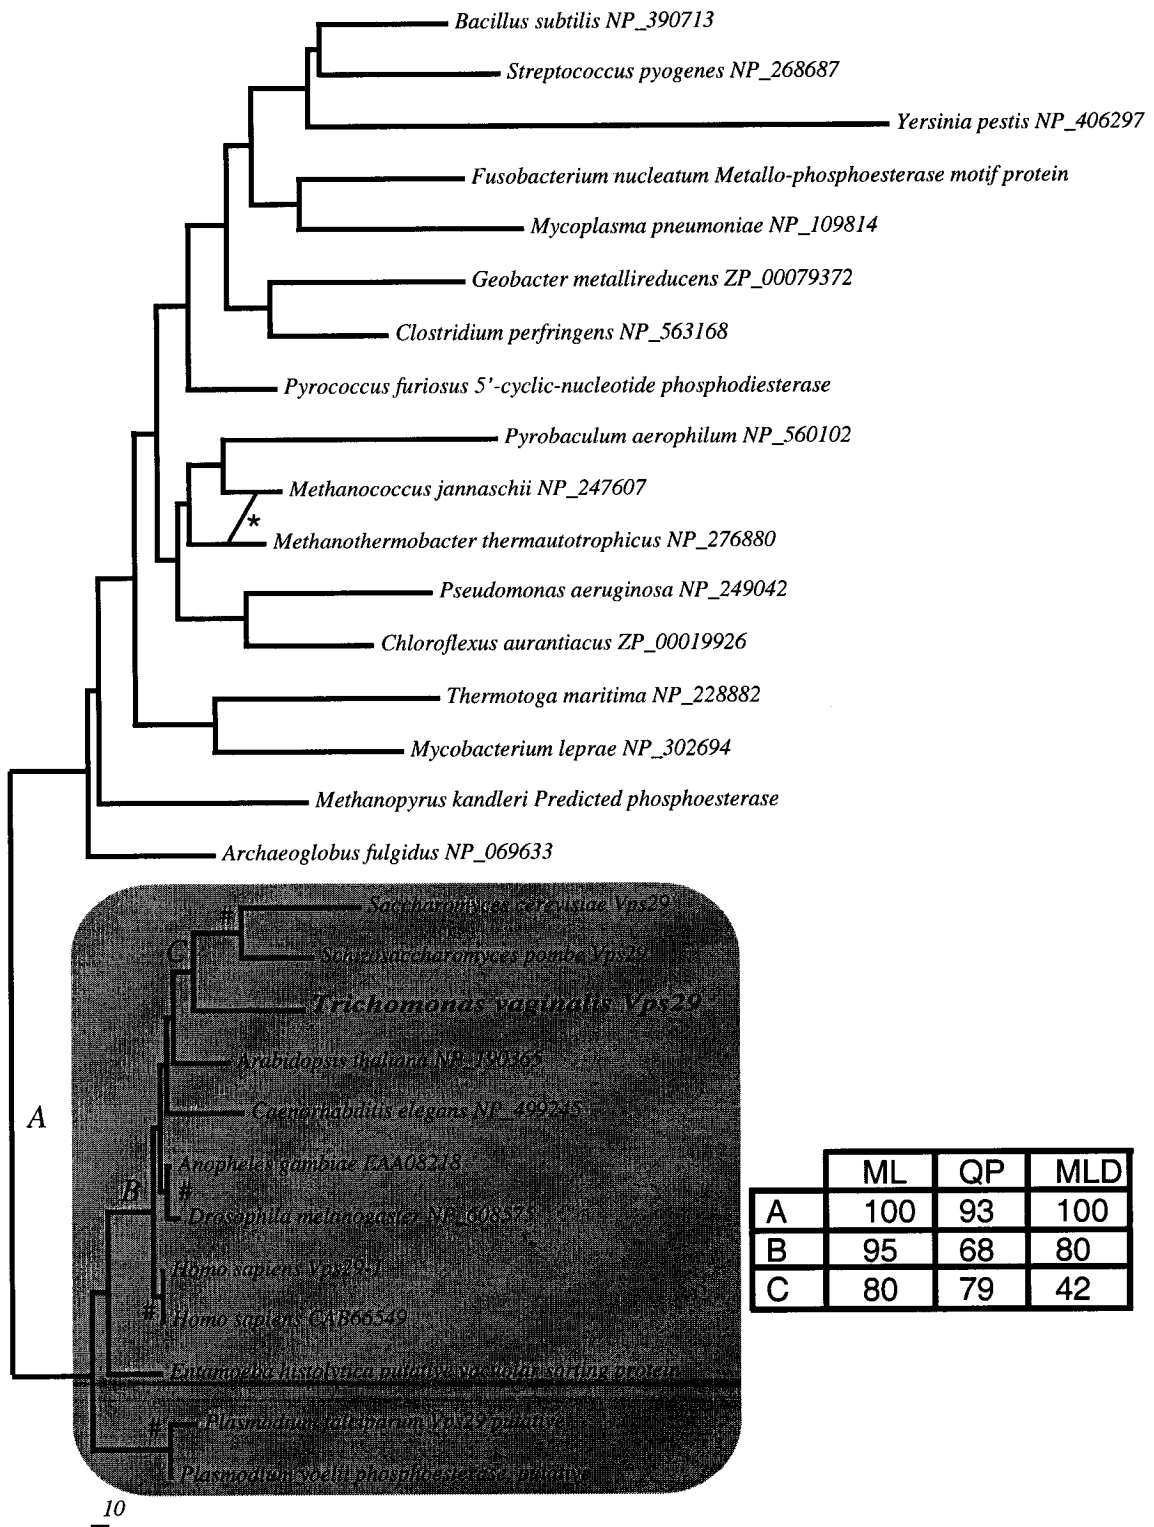 Bacillus subtilis NP_390713
Streptococcus pyogenes NP_268687
Yersinia pestis NP_406297
Fusobacterium nucleatum Metallo-phosphoesterase motif protein
Mycoplasma pneumoniae NP_109814
Geobacter metallireducens ZP_00079372
Clostridium perfringens NP_563168
Pyrococcus furiosus 5'-cyclic-nucleotide phosphodiesterase
Pyrobaculum aerophilum NP_560102
Methanococcus jannaschii NP_247607
*
Methanothermobacter thermautotrophicus NP_276880
Pseudomonas aeruginosa NP_249042
Chloroflexus aurantiacus ZP_00019926
Thermotoga maritima NP_228882
Mycobacterium leprae NP_302694
Methanopyrus kandleri Predicted phosphoesterase
Archaeoglobus fulgidus NP_069633
Saccharomyces cerevisiae Vps29
#
C
Schizosaccharomyces pombe Vps29
Trichomonas vaginalis Vps29
Arabidopsis thaliana NP_190365
Caenorhabditis elegans NP_499245
A
Anopheles gambiae EAA08218
B #
Drosophila melanogaster NP_608575
Homo sapiens Vps29-1
#
Homo sapiens CAB66549
Entamoeba histolytica putative vacuolar sorting protein
#
Plasmodium falciparum Vps29 putative
Plasmodium yoelii phosphoesterase, putative
10
ML QP MLD
A 100 93 100
B 95 68 80
C 80 79 42